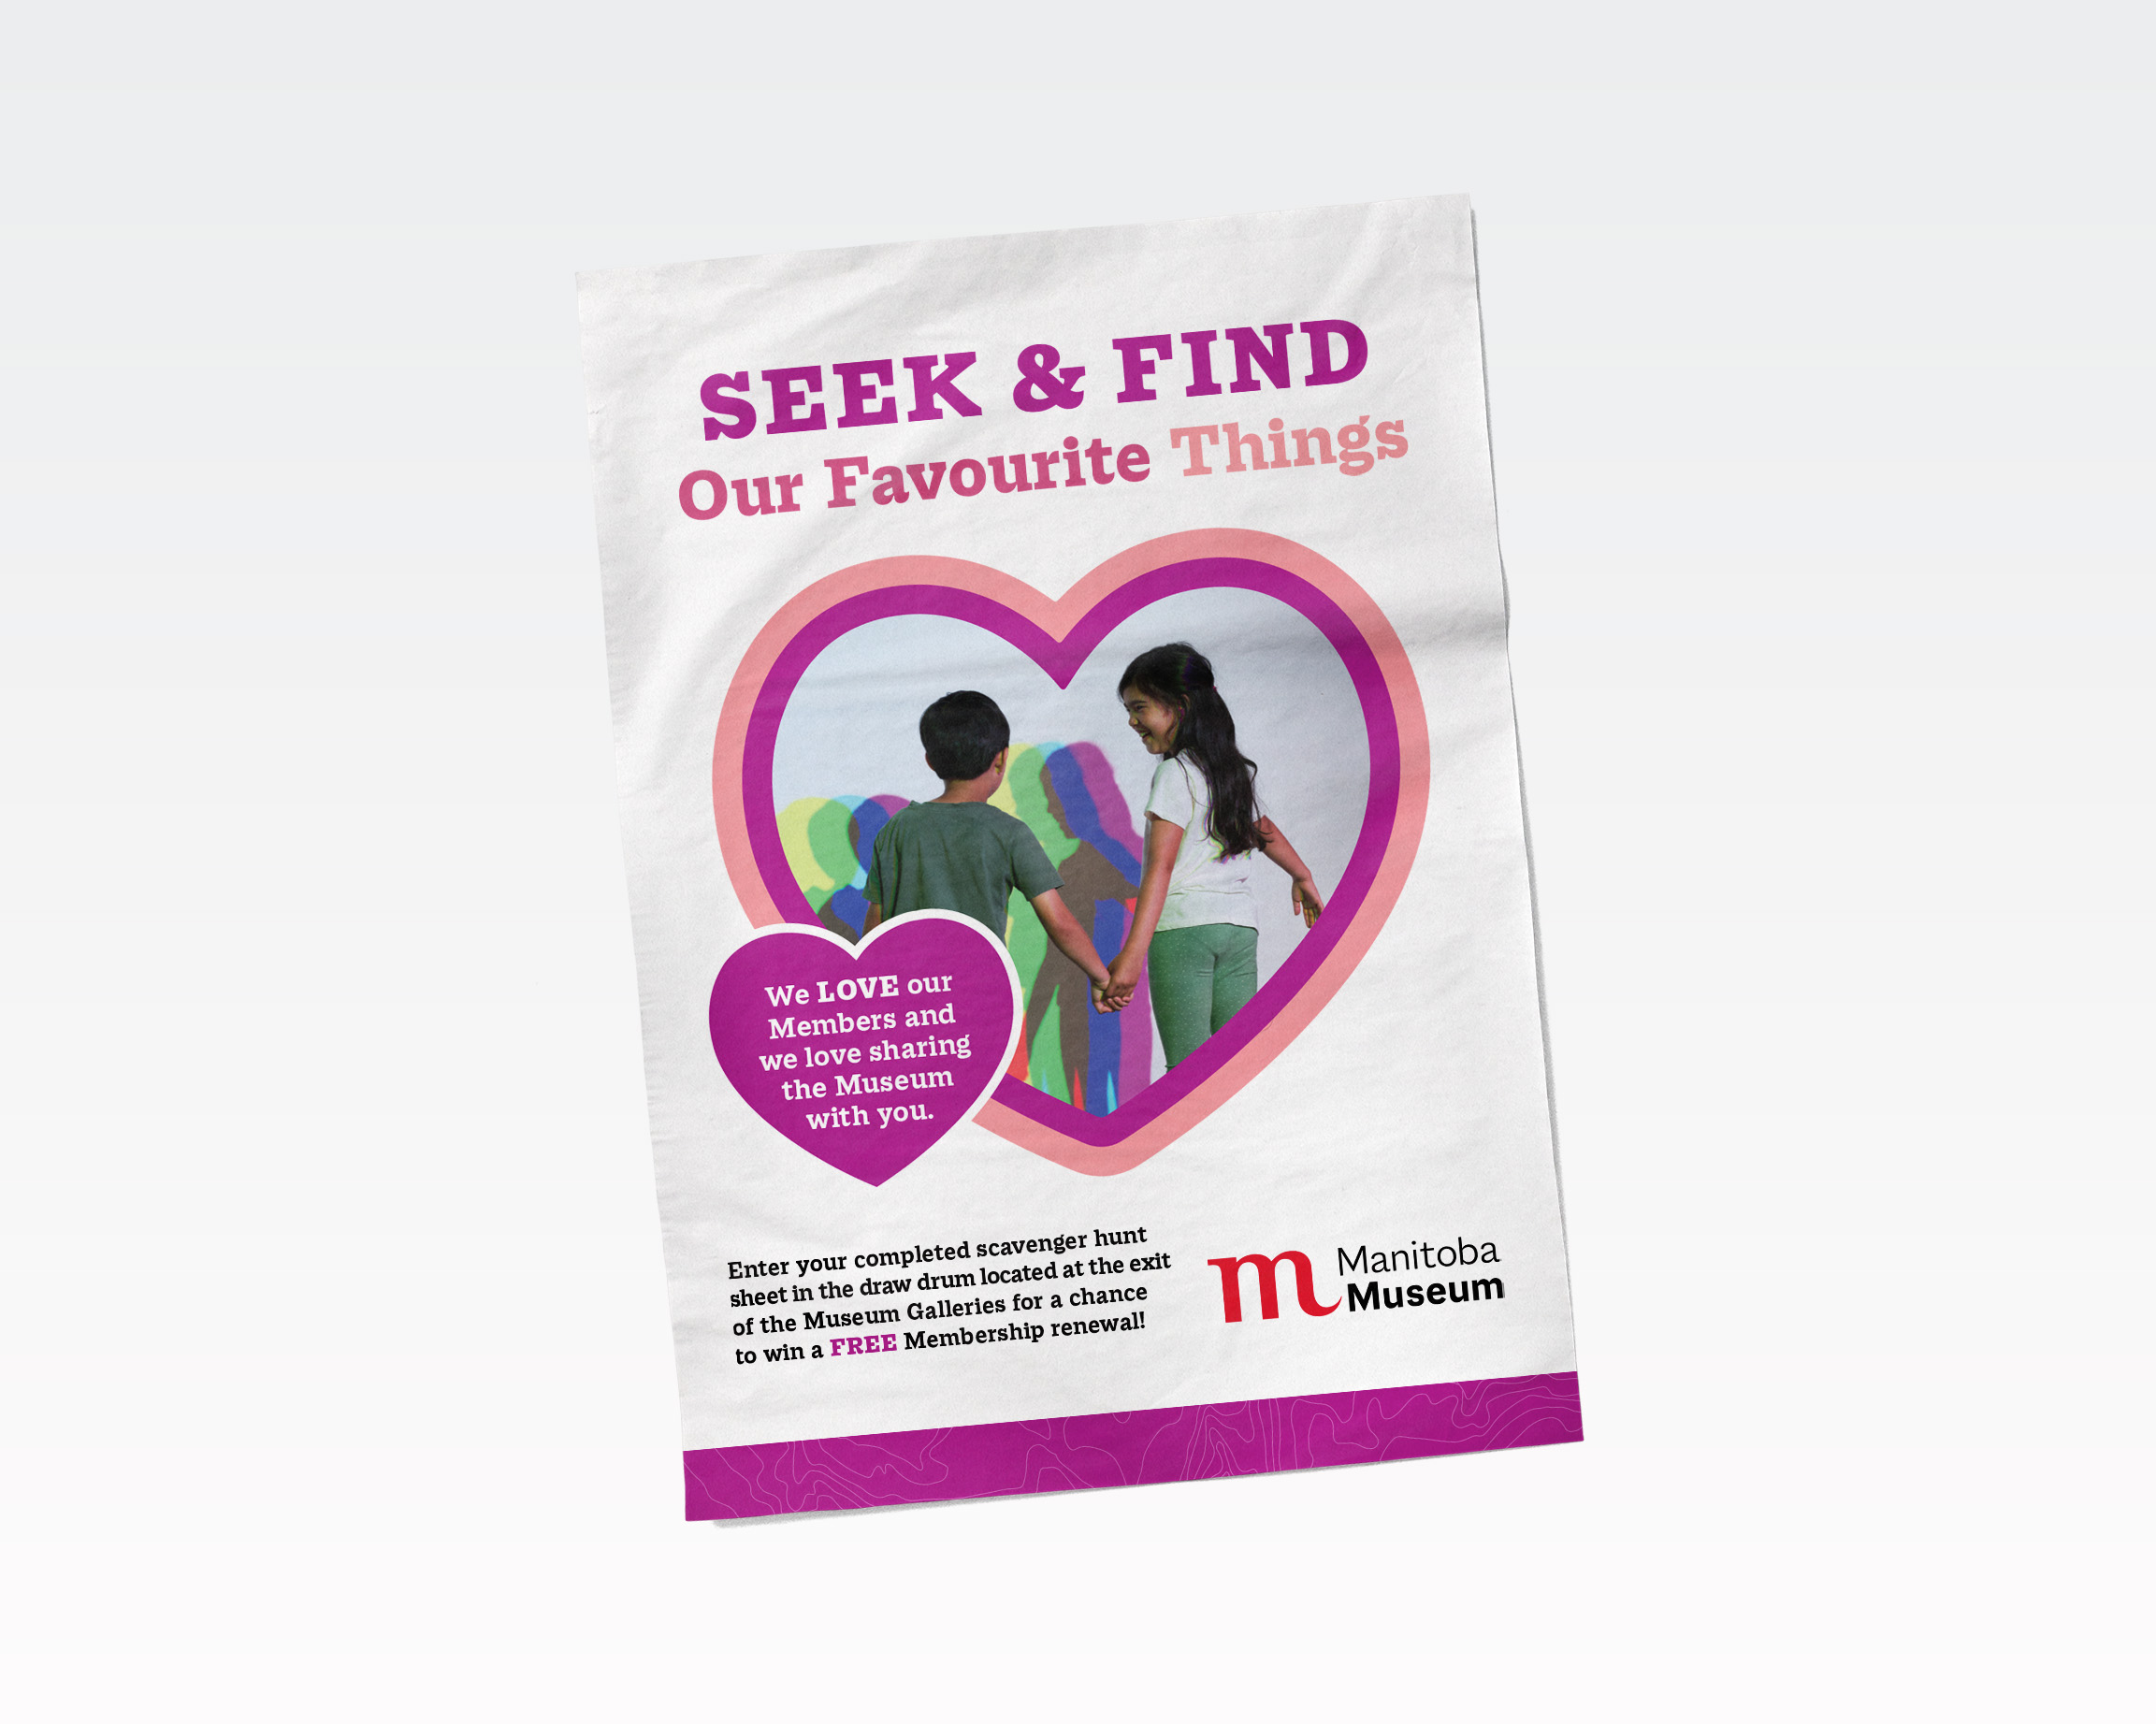 SEEK & FIND
Our Favourite Things
We LOVE our
Members and
we love sharing
the Museum
with you.
Enter your completed scavenger hunt
sheet in the draw drum located at the exit
of the Museum Galleries for a chance
to win a FREE Membership renewal!
m Manitoba
Museum